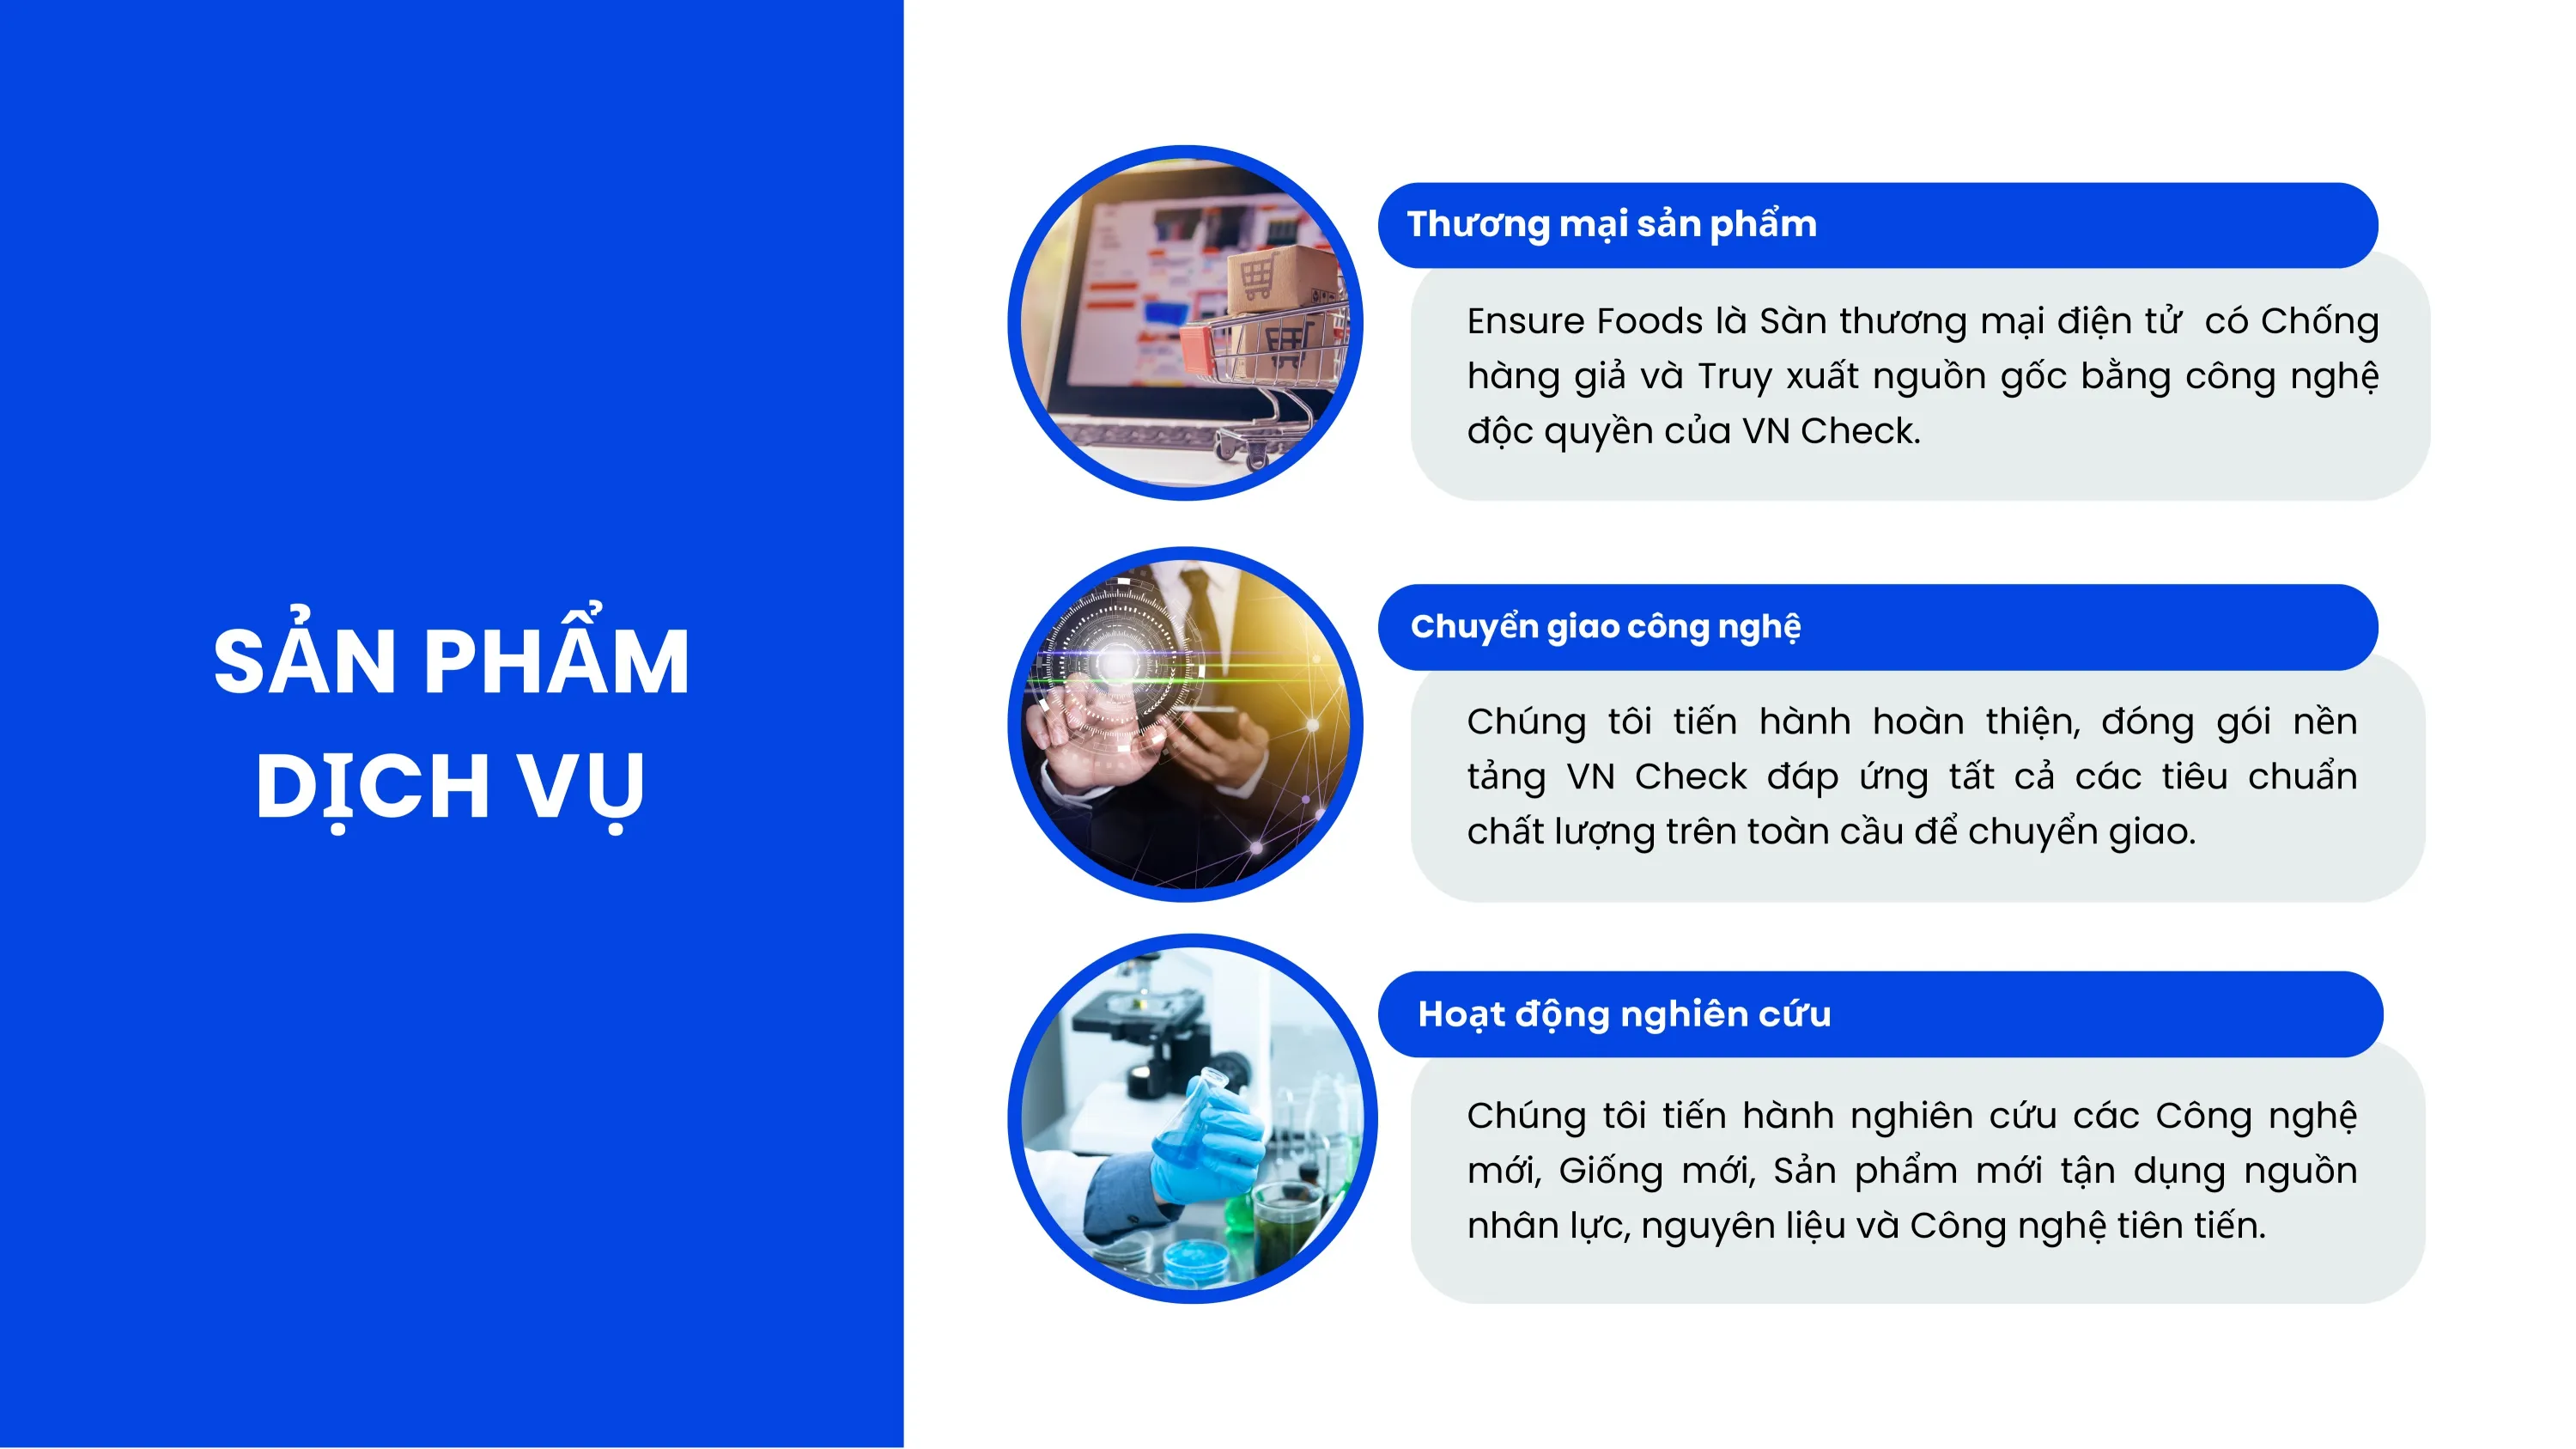 SẢN PHẨM
DỊCH VỤ
Thương mại sản phẩm
Ensure Foods là Sàn thương mại điện tử có Chống
hàng giả và Truy xuất nguồn gốc bằng công nghệ
độc quyền của VN Check.
Chuyển giao công nghệ
Chúng tôi tiến hành hoàn thiện, đóng gói nền
tảng VN Check đáp ứng tất cả các tiêu chuẩn
chất lượng trên toàn cầu để chuyển giao.
Hoạt động nghiên cứu
Chúng tôi tiến hành nghiên cứu các Công nghệ
mới, Giống mới, Sản phẩm mới tận dụng nguồn
nhân lực, nguyên liệu và Công nghệ tiên tiến.